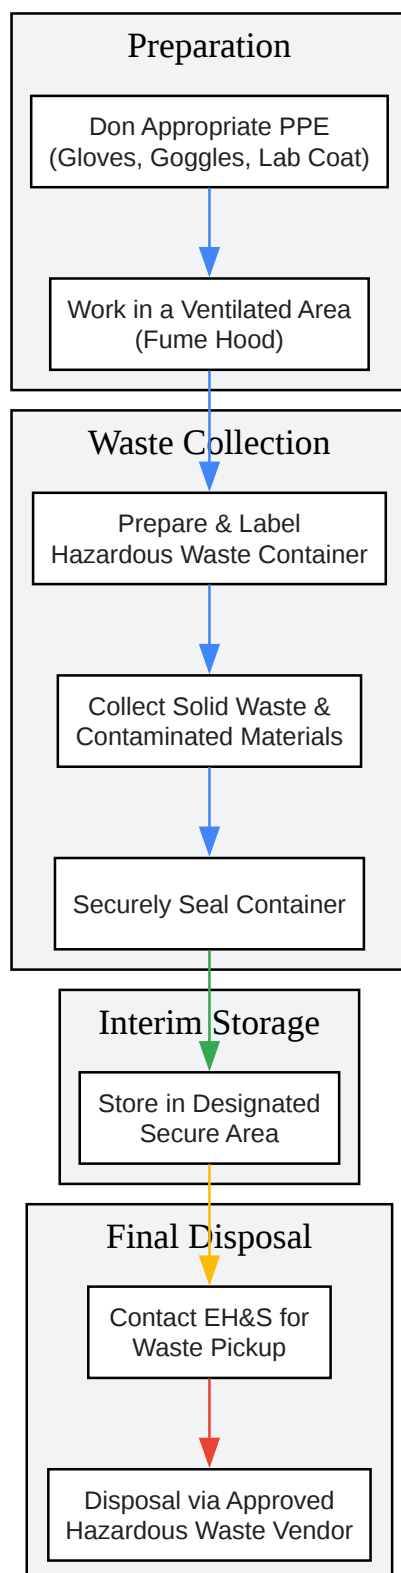 Preparation
Don Appropriate PPE
(Gloves, Goggles, Lab Coat)
Work in a Ventilated Area
(Fume Hood)
Waste Collection
Prepare & Label
Hazardous Waste Container
Collect Solid Waste &
Contaminated Materials
Securely Seal Container
Interim Storage
Store in Designated
Secure Area
Final Disposal
Contact EH&S for
Waste Pickup
Disposal via Approved
Hazardous Waste Vendor